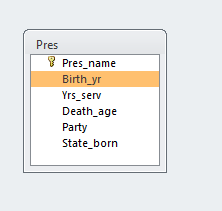 Pres
Pres_name
Birth_yr
Yrs_serv
Death_age
Party
State_born